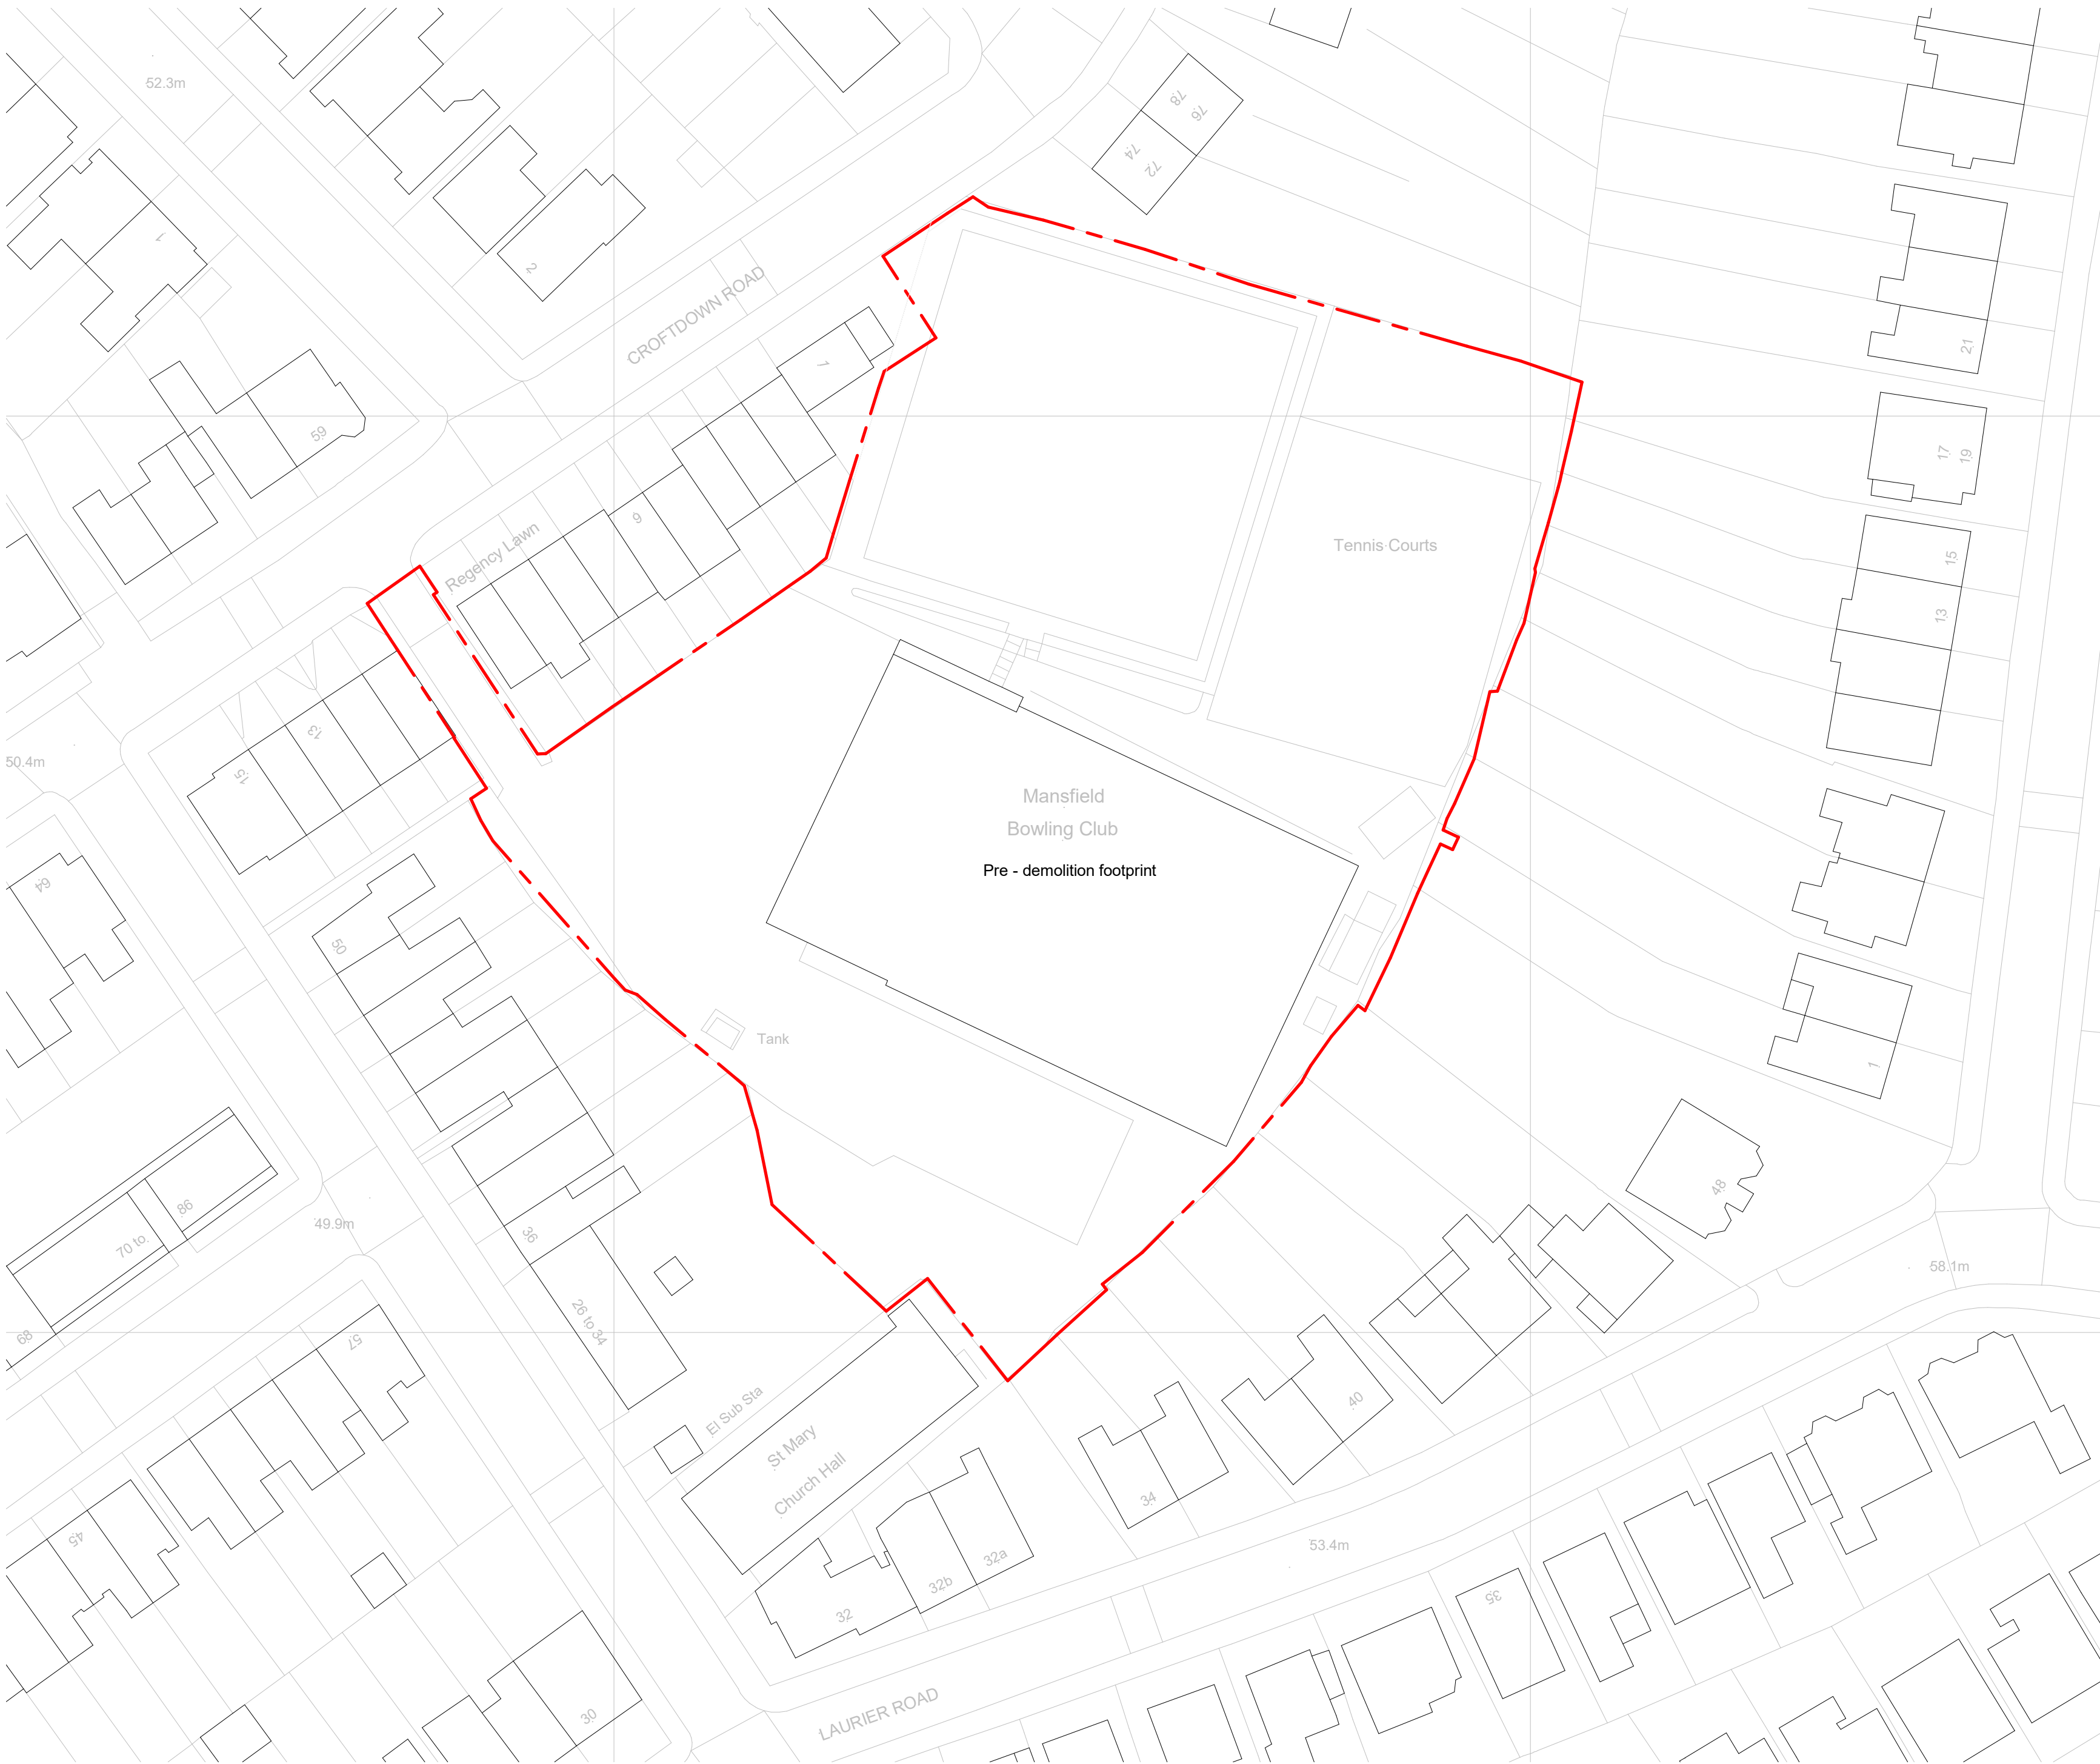 52.3m
78
76
74
72
1
2
CROFTDOWN ROAD
21
1
59
17
19
9
Regency Lawn
Tennis Courts
15
13
13
15
50.4m
Mansfield
Bowling Club
Pre - demolition footprint
64
50
Tank
1
48
86
70 to
49.9m
36
58.1m
26 to 34
68
57
El Sub Sta
St Mary
Church Hall
40
34
45
53.4m
32a
32b
32
35
30
LAURIER ROAD